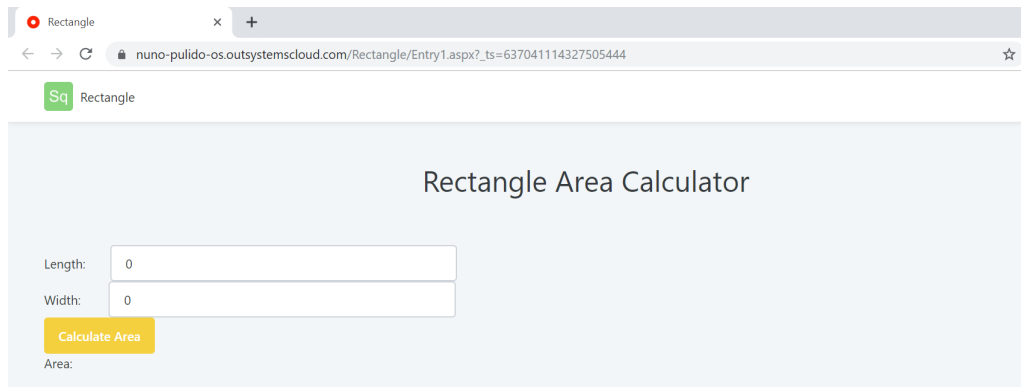 Rectangle
nuno-pulido-os.outsystemscloud.com/Rectangle/Entry1.aspx?_ts=637041114327505444
Sq Rectangle
Rectangle Area Calculator
Length: 0
Width: 0
Calculate Area
Area: